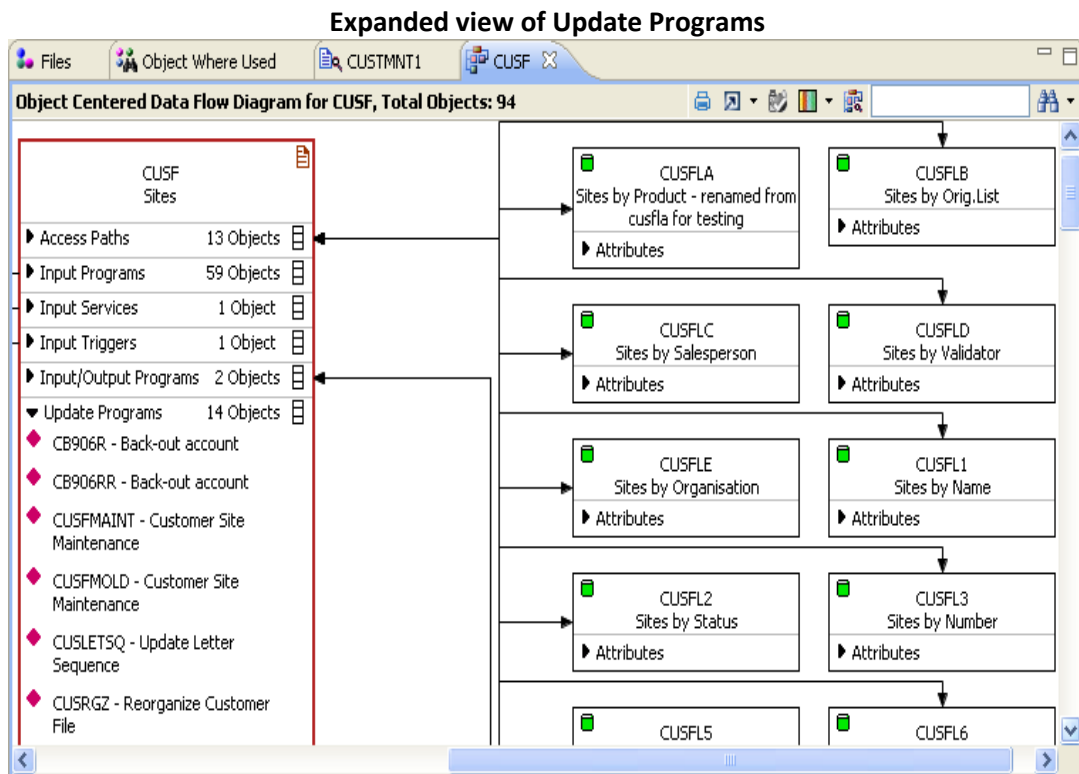 Expanded view of Update Programs
Files
Object Where Used
CUSTMNT1
CUSF
Object Centered Data Flow Diagram for CUSF, Total Objects: 94
CUSF
Sites
Access Paths 13 Objects
Input Programs 59 Objects
Input Services 1 Object
Input Triggers 1 Object
Input/Output Programs 2 Objects
Update Programs 14 Objects
CB906R - Back-out account
CB906RR - Back-out account
CUSFMAINT - Customer Site
Maintenance
CUSFMOLD - Customer Site
Maintenance
CUSLETSQ - Update Letter
Sequence
CUSRGZ - Reorganize Customer
File
CUSFLA
Sites by Product - renamed from
cusfla for testing
Attributes
CUSFLB
Sites by Orig.List
Attributes
CUSFLC
Sites by Salesperson
Attributes
CUSFLD
Sites by Validator
Attributes
CUSFLE
Sites by Organisation
Attributes
CUSFL1
Sites by Name
Attributes
CUSFL2
Sites by Status
Attributes
CUSFL3
Sites by Number
Attributes
CUSFL5
CUSFL6